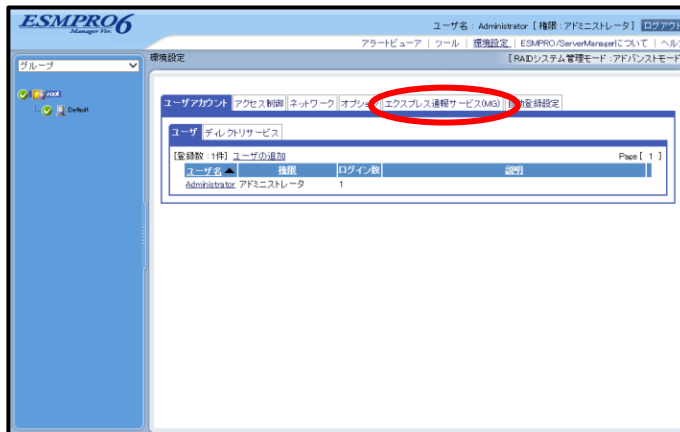 ESMPRO6
Manager Ver.
ユーザ名 : Administrator [ 権限 : アドミニストレータ ] ログアウト
アラートビューア | ツール | 環境設定 | ESMPRO/ServerManagerについて | ヘル
グループ
環境設定
[ RAIDシステム管理モード : アドバンストモード
root
Default
ユーザアカウント アクセス制御 ネットワーク オプション エクスプレス通報サービス(MG) 自動登録設定
ユーザ ディレクトリサービス
[登録数 : 1件] ユーザの追加
Page [ 1 ]
ユーザ名 ▲ 権限 ログイン数 説明
Administrator アドミニストレータ 1